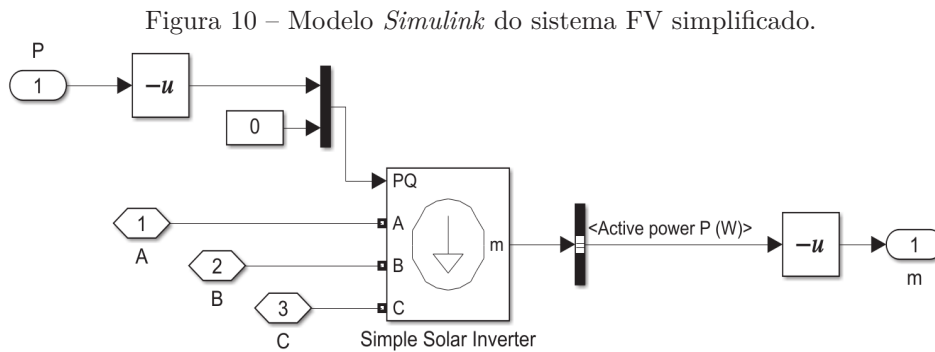 Figura 10 – Modelo Simulink do sistema FV simplificado.
P
1
−u
0
PQ
1
A
A
2
B
B
3
C
C
m
Simple Solar Inverter
<Active power P (W)>
−u
1
m